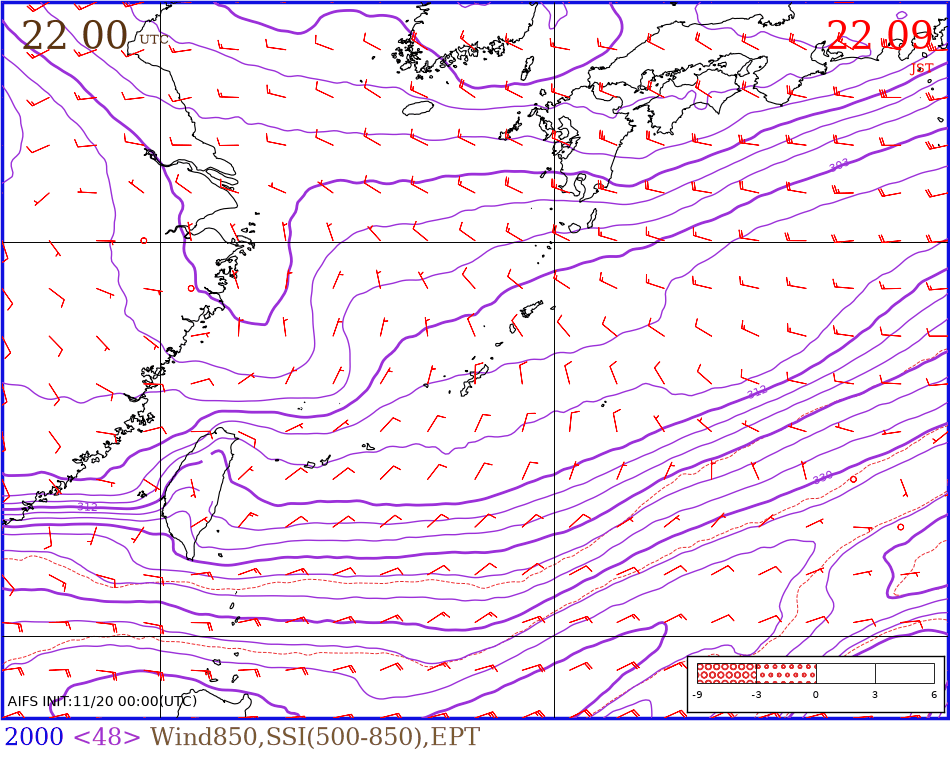 22 00 UTC
22 09 JST
303
312
330
312
-9 -3 0 3 6
AIFS INIT:11/20 00:00(UTC)
2000 <48> Wind850,SSI(500-850),EPT